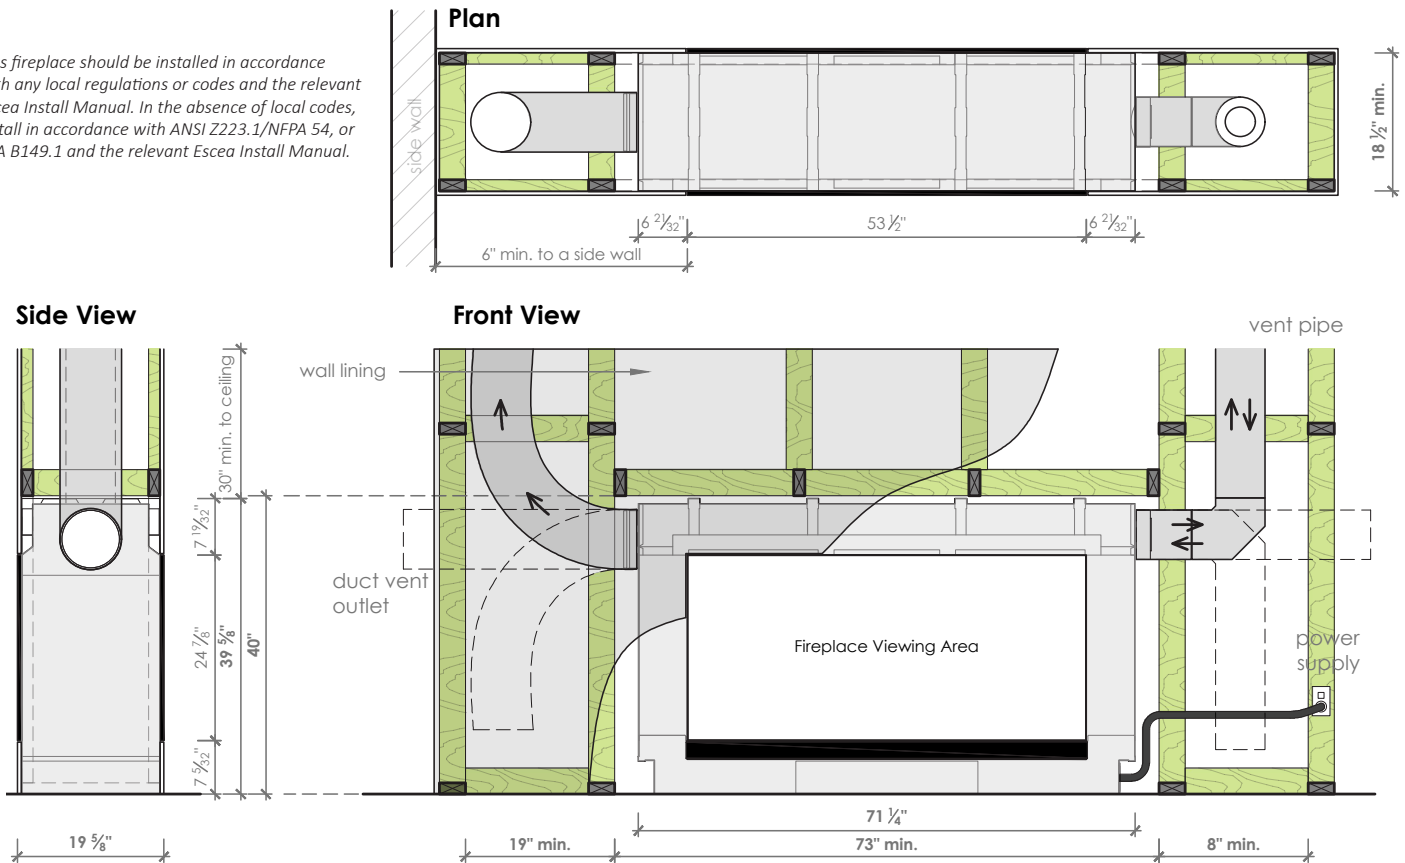 Plan
s fireplace should be installed in accordance
h any local regulations or codes and the relevant
cea Install Manual. In the absence of local codes,
tall in accordance with ANSI Z223.1/NFPA 54, or
A B149.1 and the relevant Escea Install Manual.
side wall
18 ½" min.
6 21/32"
53 ½"
6 21/32"
6" min. to a side wall
Side View
Front View
vent pipe
wall lining
30" min. to ceiling
7 19/32"
duct vent
outlet
24 ⅞"
39 ⅝"
40"
Fireplace Viewing Area
power
supply
7 5/32"
71 ¼"
19 ⅝"
19" min.
73" min.
8" min.